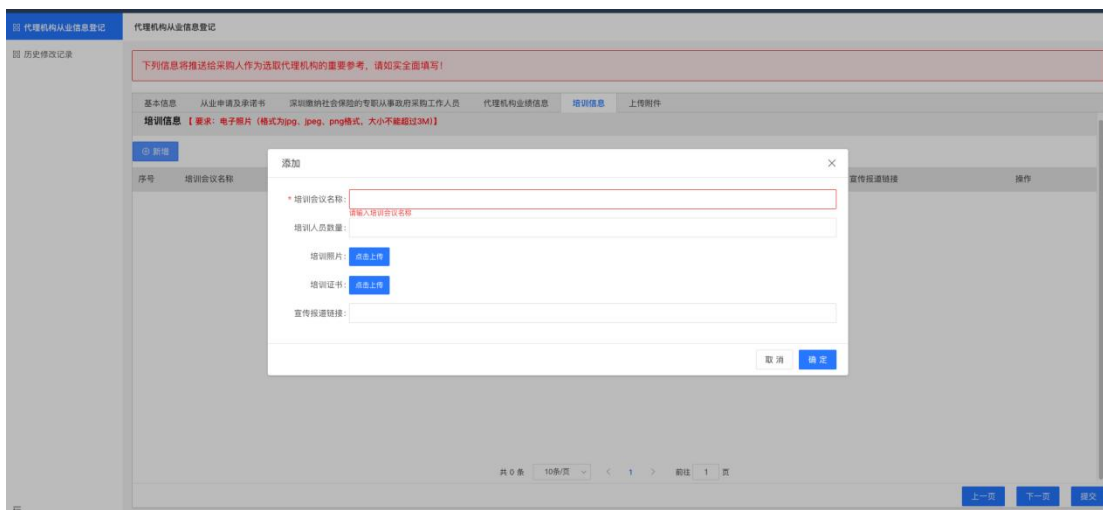 代理机构从业信息登记
代理机构从业信息登记
历史修改记录
下列信息将推送给采购人作为选取代理机构的重要参考，请如实全面填写！
基本信息 从业申请及承诺书 深圳缴纳社会保险的专职从事政府采购工作人员 代理机构业绩信息 培训信息 上传附件
培训信息【 要求：电子照片（格式为jpg、jpeg、png格式，大小不能超过3M)】
新增
添加
序号 培训会议名称 宣传报道链接 操作
* 培训会议名称:
请输入培训会议名称
培训人员数量:
培训照片: 点击上传
培训证书: 点击上传
宣传报道链接:
取 消 确 定
共 0 条 10条/页 < 1 > 前往 1 页
上一页 下一页 提交